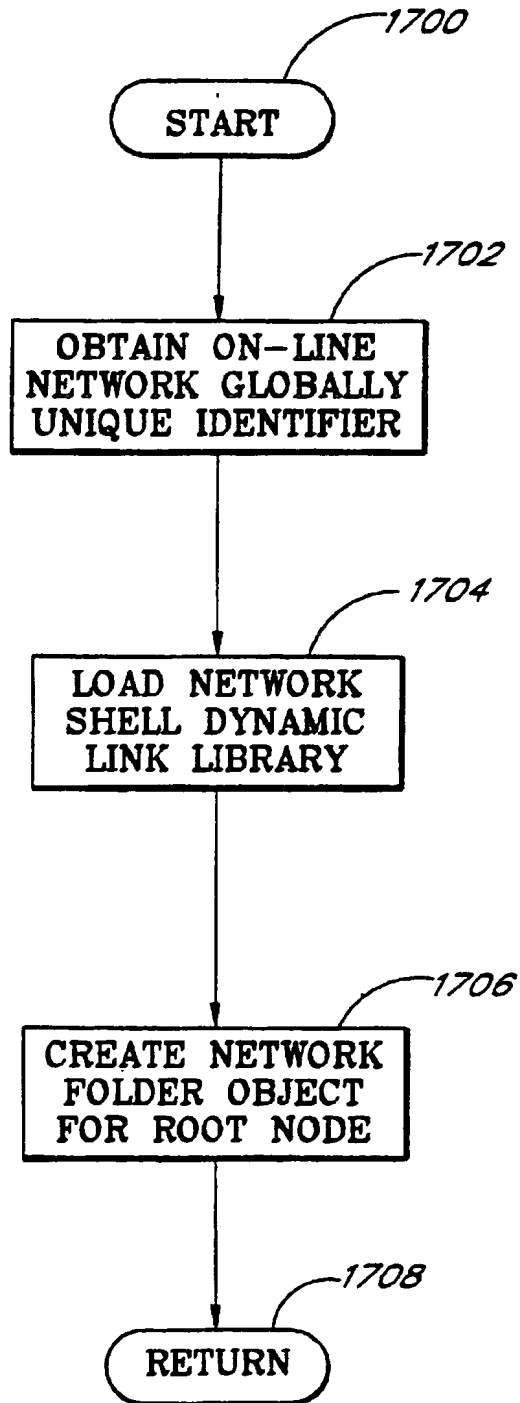 1700
START
1702
OBTAIN ON-LINE
NETWORK GLOBALLY
UNIQUE IDENTIFIER
1704
LOAD NETWORK
SHELL DYNAMIC
LINK LIBRARY
1706
CREATE NETWORK
FOLDER OBJECT
FOR ROOT NODE
1708
RETURN